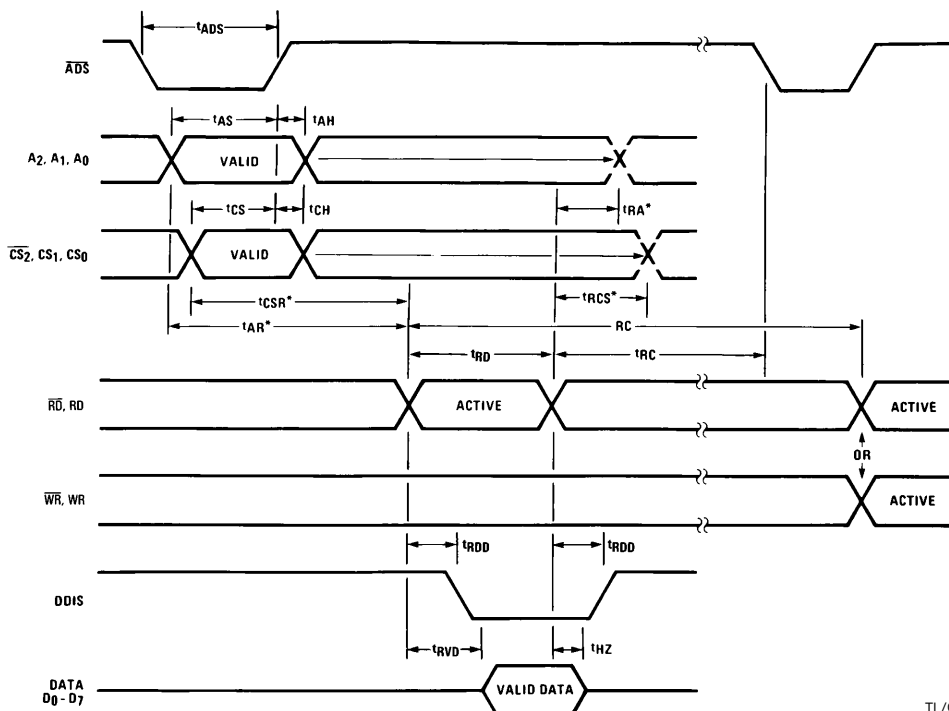 tADS
ADS
tAS tAH
A2, A1, A0 VALID
tCS tCH tRA*
CS2, CS1, CS0 VALID
tCSR* tRCS*
tAR* RC
tRD tRC
RD, RD ACTIVE ACTIVE
OR
WR, WR ACTIVE
tRDD tRDD
DDIS
tRVD tHZ
DATA
D0 - D7 VALID DATA